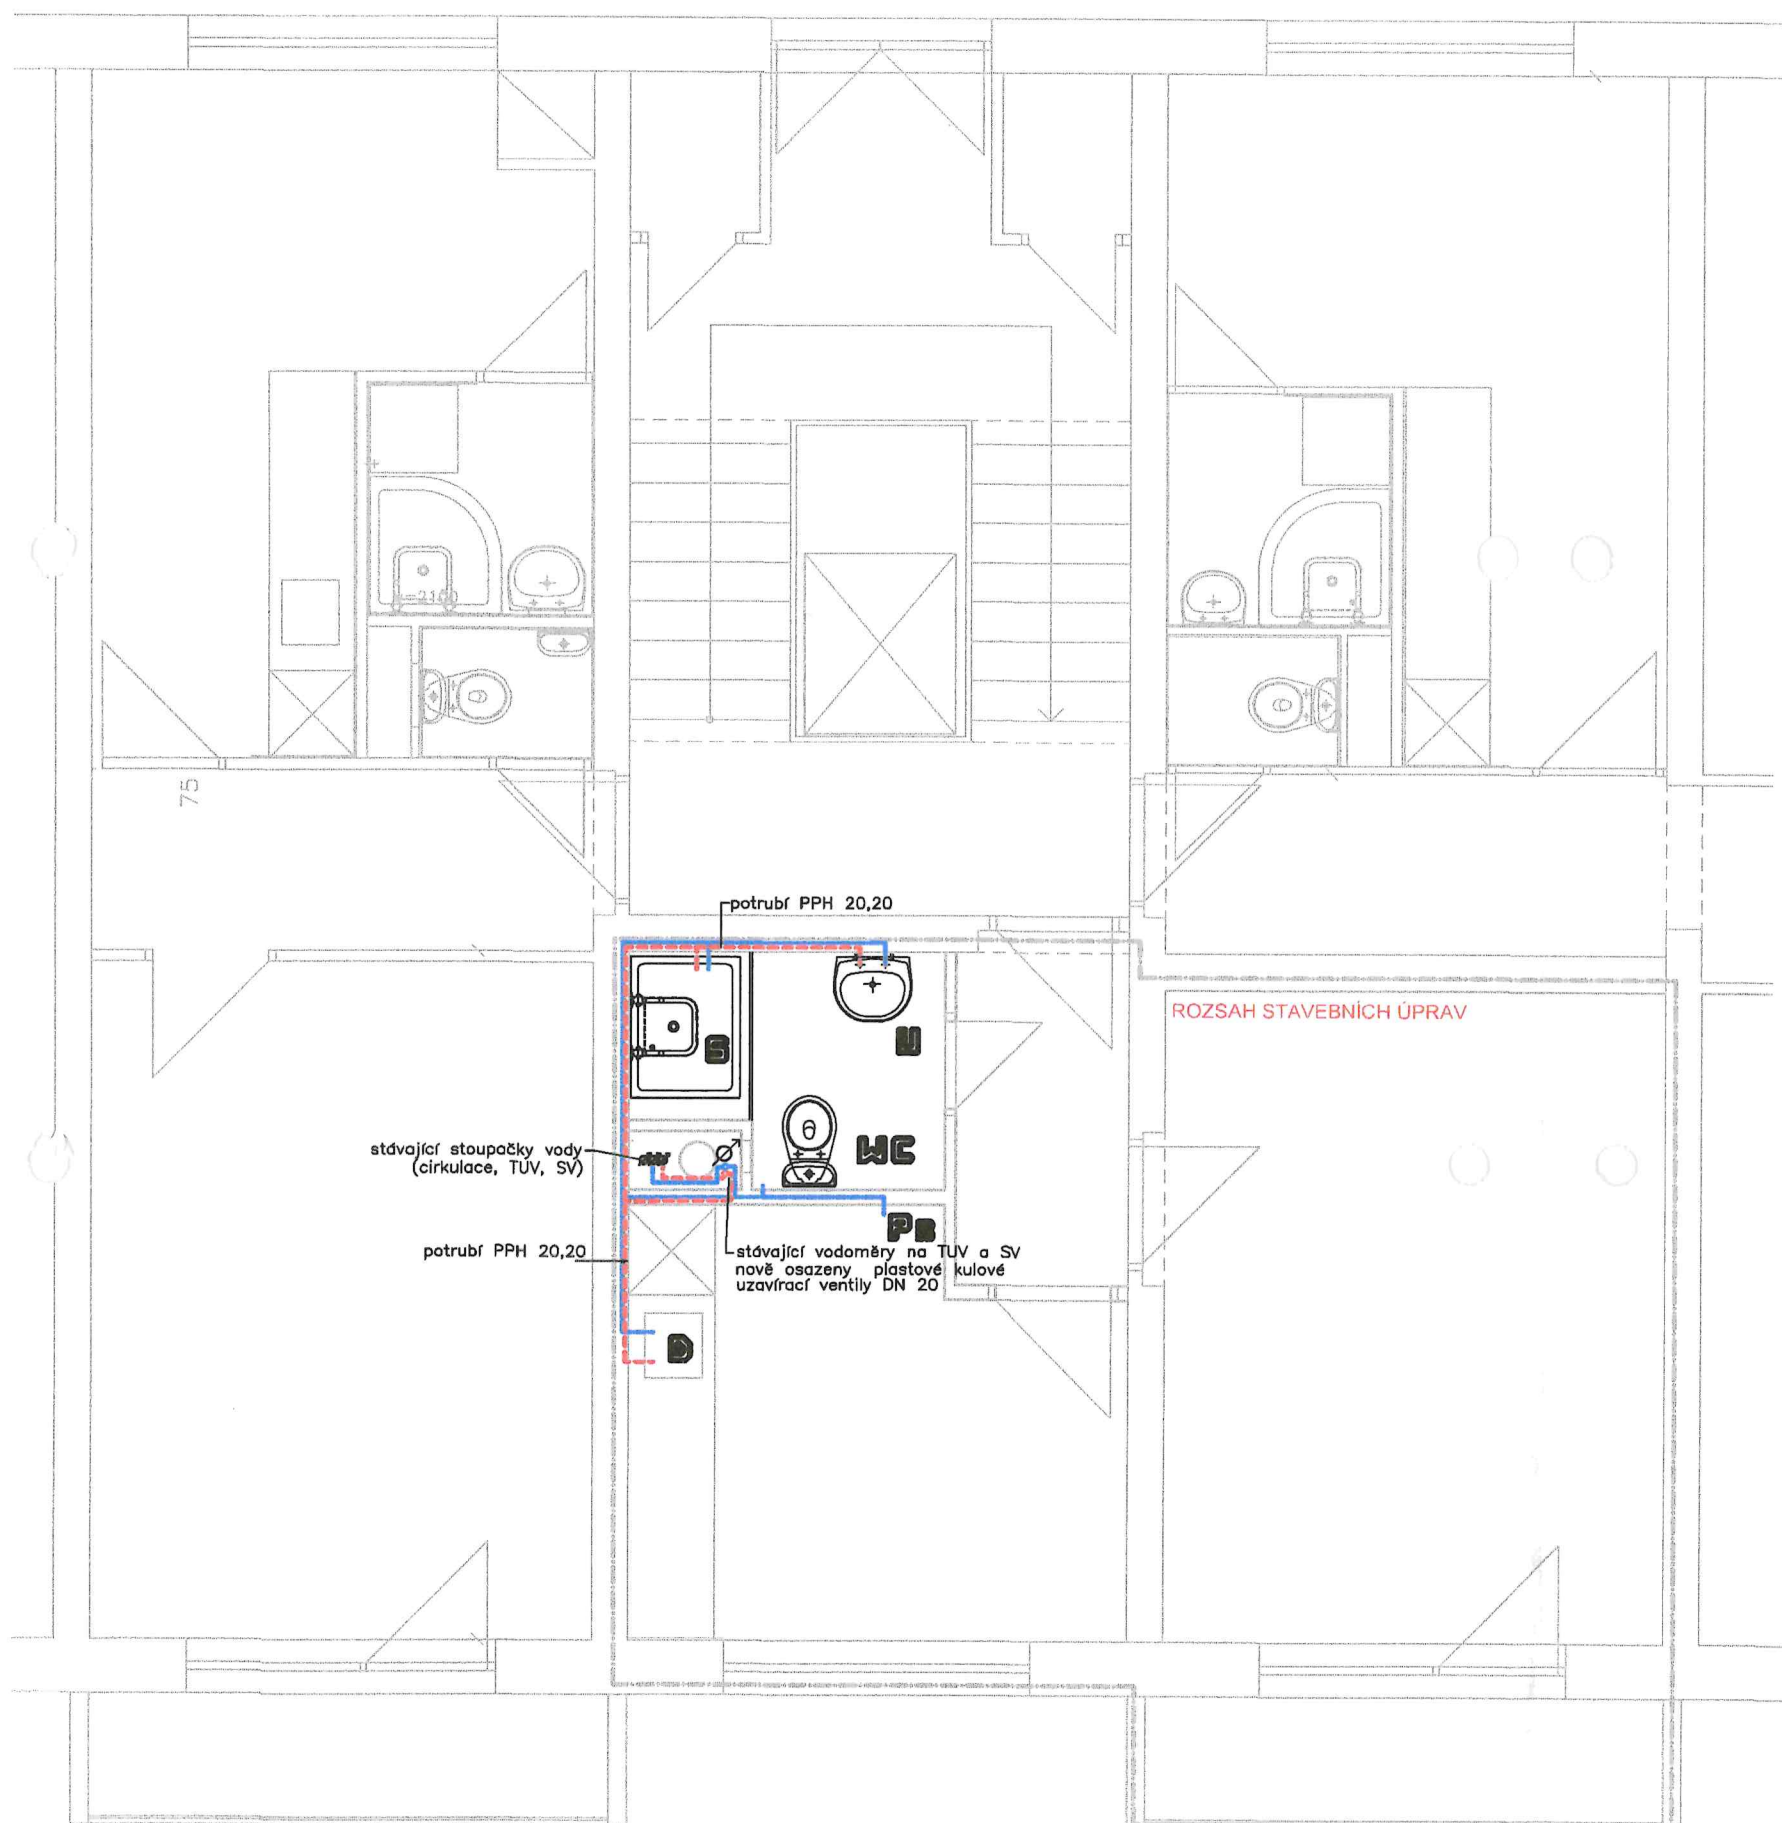 75
potrubí PPH 20,20
ROZSAH STAVEBNÍCH ÚPRAV
S
U
WC
stávající stoupačky vody
(cirkulace, TUV, SV)
Pr
potrubí PPH 20,20
stávající vodoměry na TUV a SV
nově osazeny plastové kulové
uzavírací ventily DN 20
D